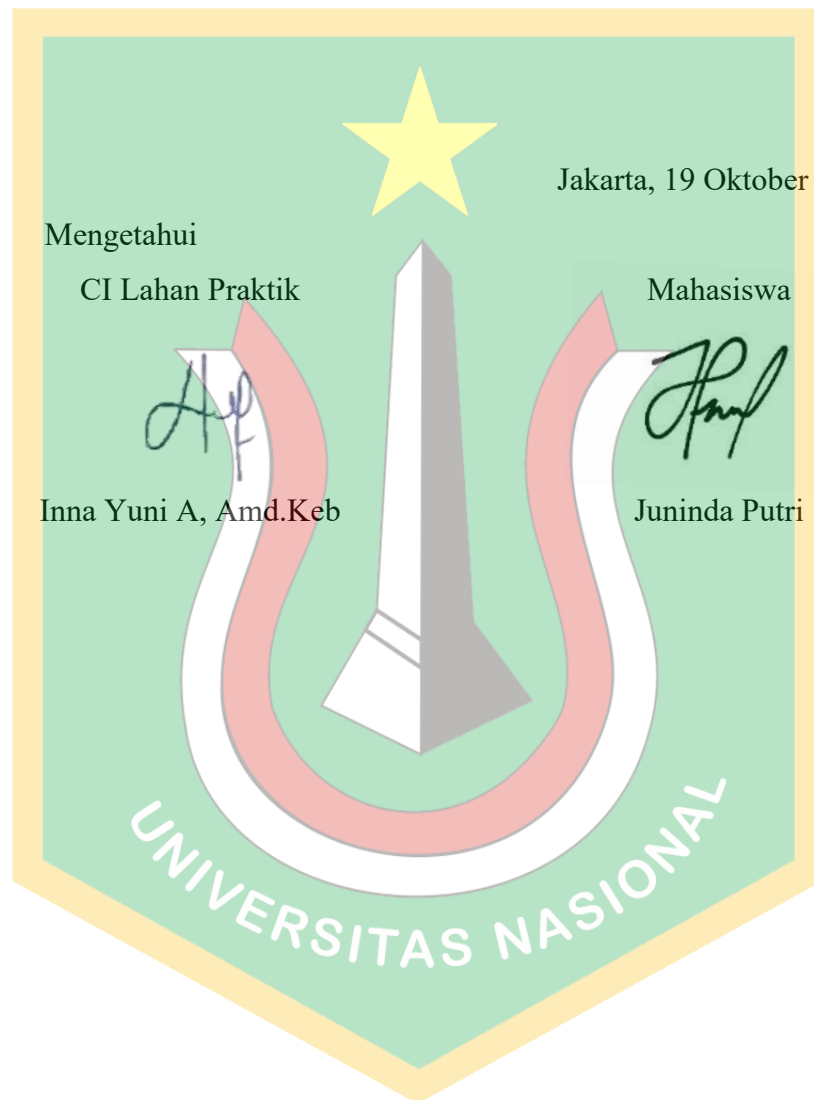 Jakarta, 19 Oktober
Mengetahui
CI Lahan Praktik Mahasiswa
Inna Yuni A, Amd.Keb Juninda Putri
UNIVERSITAS NASIONAL